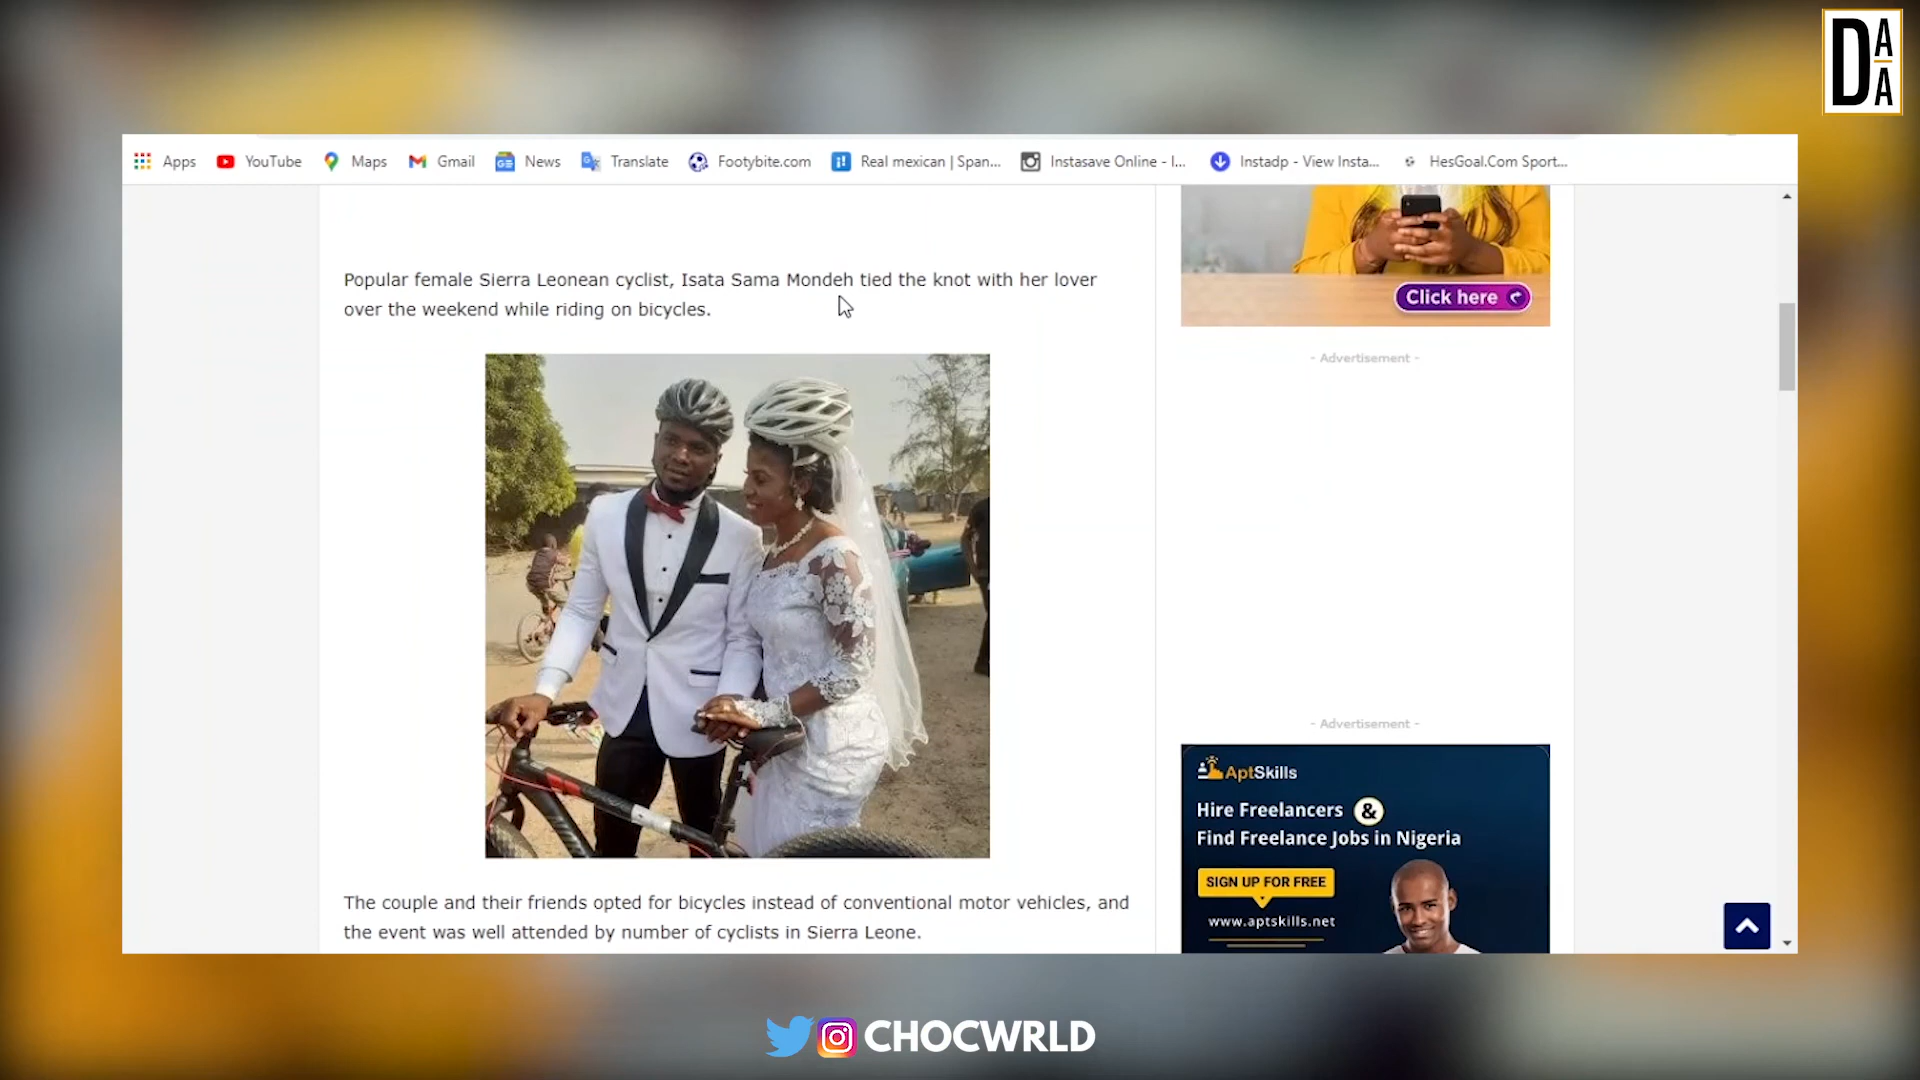 D A A
Apps YouTube Maps Gmail News Translate Footybite.com Real mexican | Span... Instasave Online - I... Instadp - View Insta... HesGoal.Com Sport...
Popular female Sierra Leonean cyclist, Isata Sama Mondeh tied the knot with her lover
over the weekend while riding on bicycles.
Click here
- Advertisement -
- Advertisement -
AptSkills
Hire Freelancers &
Find Freelance Jobs in Nigeria
SIGN UP FOR FREE
www.aptskills.net
The couple and their friends opted for bicycles instead of conventional motor vehicles, and
the event was well attended by number of cyclists in Sierra Leone.
CHOCWRLD